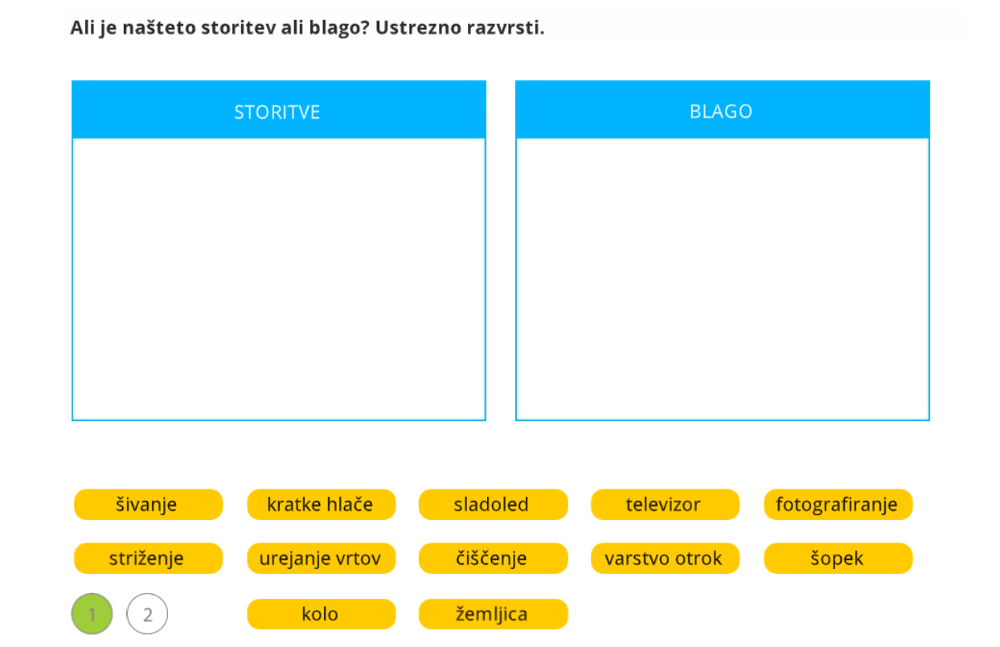 Ali je našteto storitev ali blago? Ustrezno razvrsti.
STORITVE
BLAGO
šivanje
kratke hlače
sladoled
televizor
fotografiranje
striženje
urejanje vrtov
čiščenje
varstvo otrok
šopek
1
2
kolo
žemljica